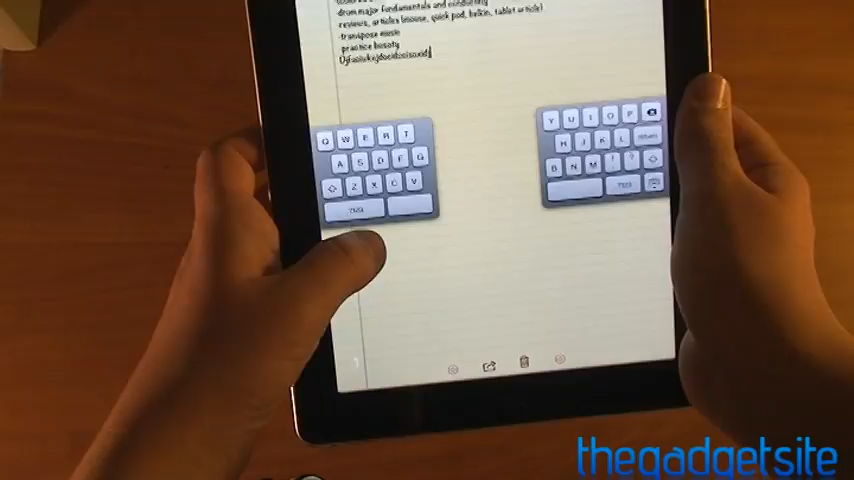 drum major fundamentals and conducting
reviews, articles (mouse, quick pod, belkin, tablet article)
-transpose music
practice beauty
Q W E R T
A S D F G
Z X C V
.?123
Y U I O P
H J K L return
B N M ! ?
.?123
thegadgetsite